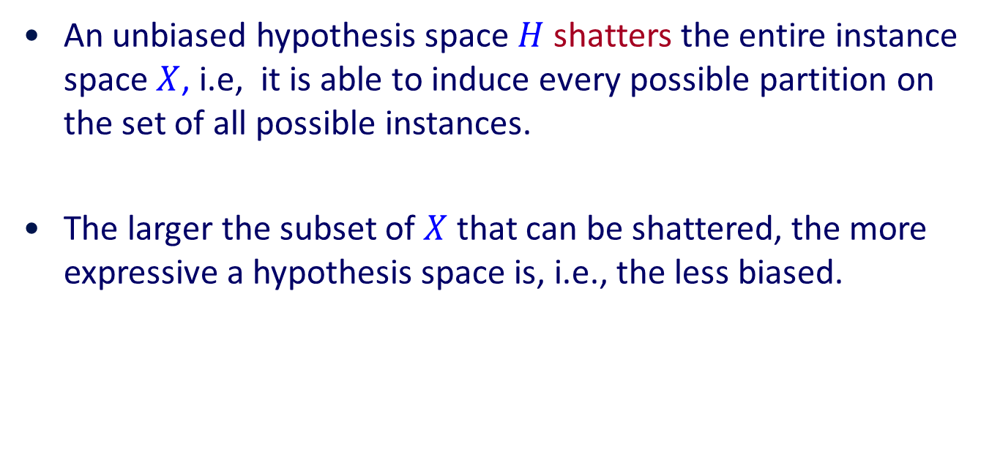 • An unbiased hypothesis space H shatters the entire instance
space X, i.e,  it is able to induce every possible partition on
the set of all possible instances.
• The larger the subset of X that can be shattered, the more
expressive a hypothesis space is, i.e., the less biased.